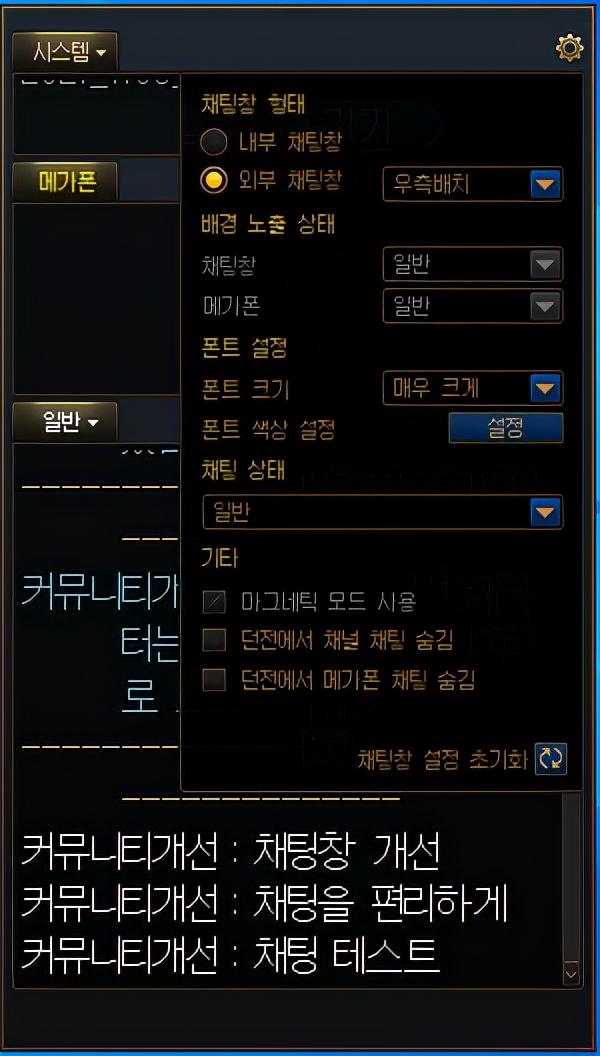 시스템
채팅창 형태
내부 채팅창
외부 채팅창 우측배치
메가폰
배경 노출 상태
채팅창 일반
메가폰 일반
폰트 설정
폰트 크기 매우 크게
일반
폰트 색상 설정 설정
채팅 상태
일반
기타
커뮤니티개
마그네틱 모드 사용
터는
던전에서 채널 채팅 숨김
던전에서 메가폰 채팅 숨김
로
채팅창 설정 초기화
커뮤니티개선 : 채팅창 개선
커뮤니티개선 : 채팅을 편리하게
커뮤니티개선 : 채팅 테스트